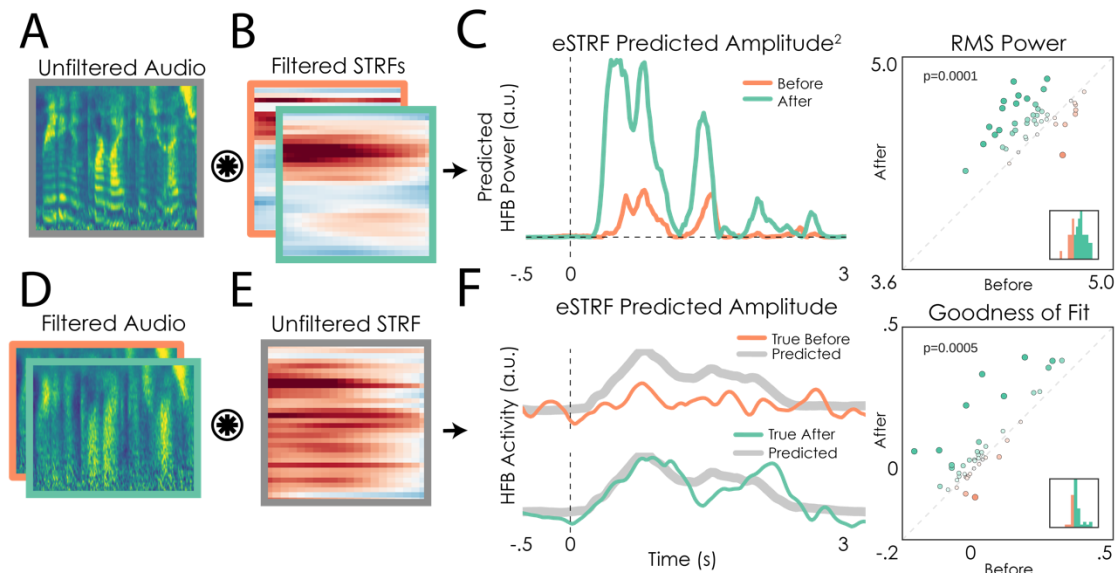 A
Unfiltered Audio
B
Filtered STRFs
C
eSTRF Predicted Amplitude²
Before
After
Predicted
HFB Power (a.u.)
-.5
0
3
RMS Power
5.0
p=0.0001
After
3.6
Before
5.0
D
Filtered Audio
E
Unfiltered STRF
F
eSTRF Predicted Amplitude
True Before
Predicted
True After
Predicted
HFB Activity (a.u.)
-.5
0
3
Time (s)
Goodness of Fit
.5
p=0.0005
After
0
-.2
0
.5
Before